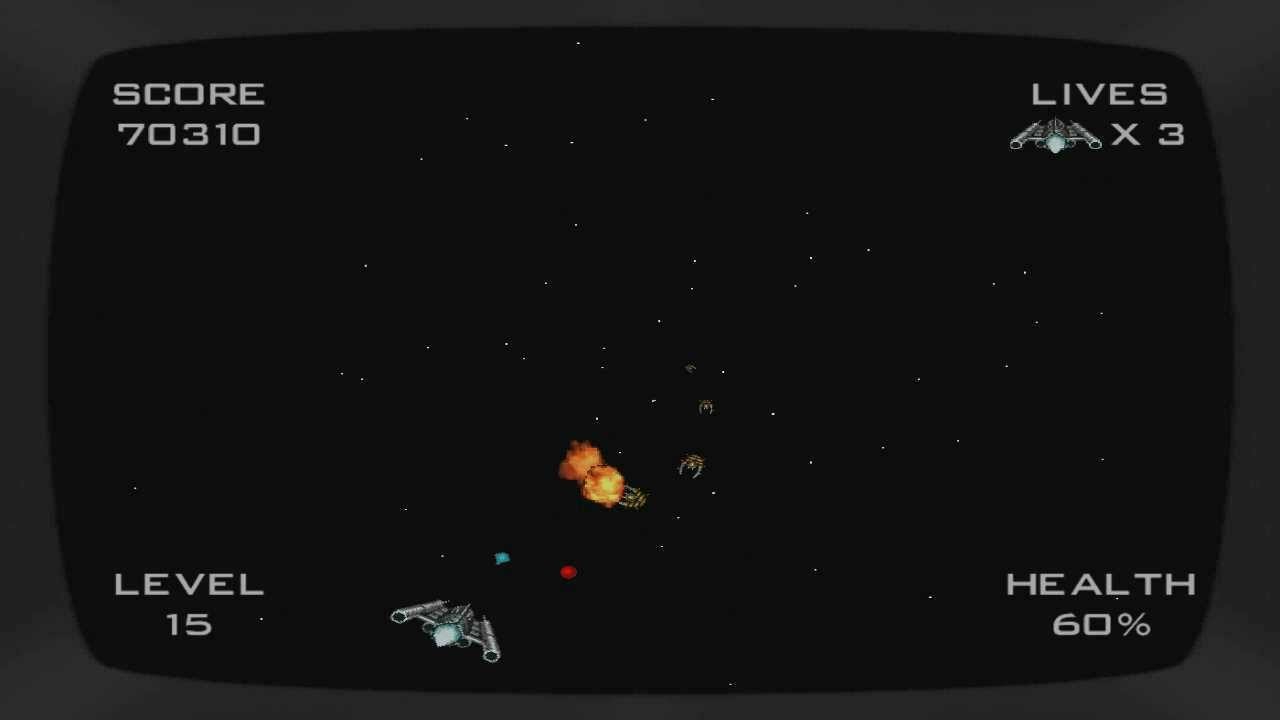 SCORE
70310
LIVES
X 3
LEVEL
15
HEALTH
60%